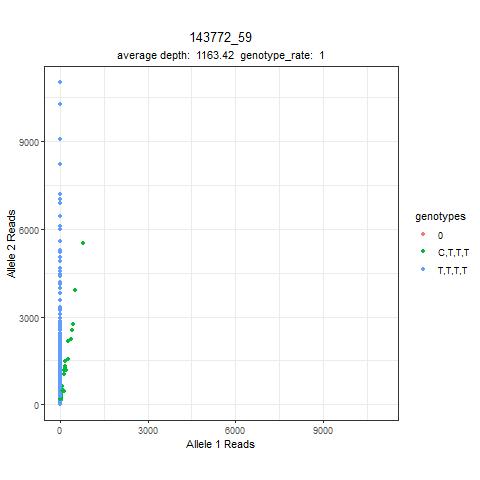 143772_59
average depth:  1163.42  genotype_rate:  1
Allele 2 Reads
9000
6000
3000
0
0
3000
6000
9000
Allele 1 Reads
genotypes
0
C,T,T,T
T,T,T,T